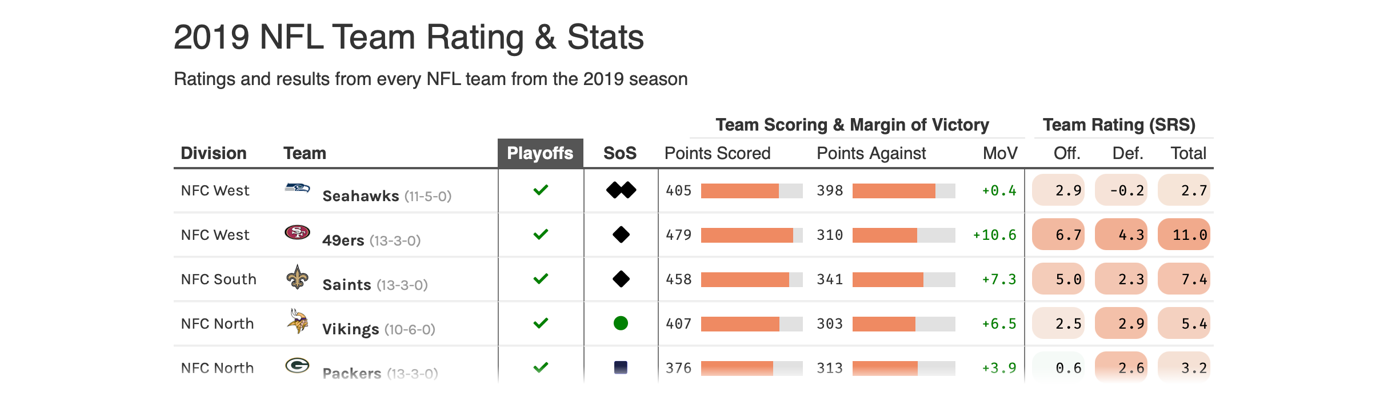 2019 NFL Team Rating & Stats
Ratings and results from every NFL team from the 2019 season
Team Scoring & Margin of Victory Team Rating (SRS)
Division Team Playoffs SoS Points Scored Points Against MoV Off. Def. Total
NFC West Seahawks (11-5-0) 405 398 +0.4 2.9 -0.2 2.7
NFC West 49ers (13-3-0) 479 310 +10.6 6.7 4.3 11.0
NFC South Saints (13-3-0) 458 341 +7.3 5.0 2.3 7.4
NFC North Vikings (10-6-0) 407 303 +6.5 2.5 2.9 5.4
NFC North Packers (13-3-0) 376 313 +3.9 0.6 2.6 3.2